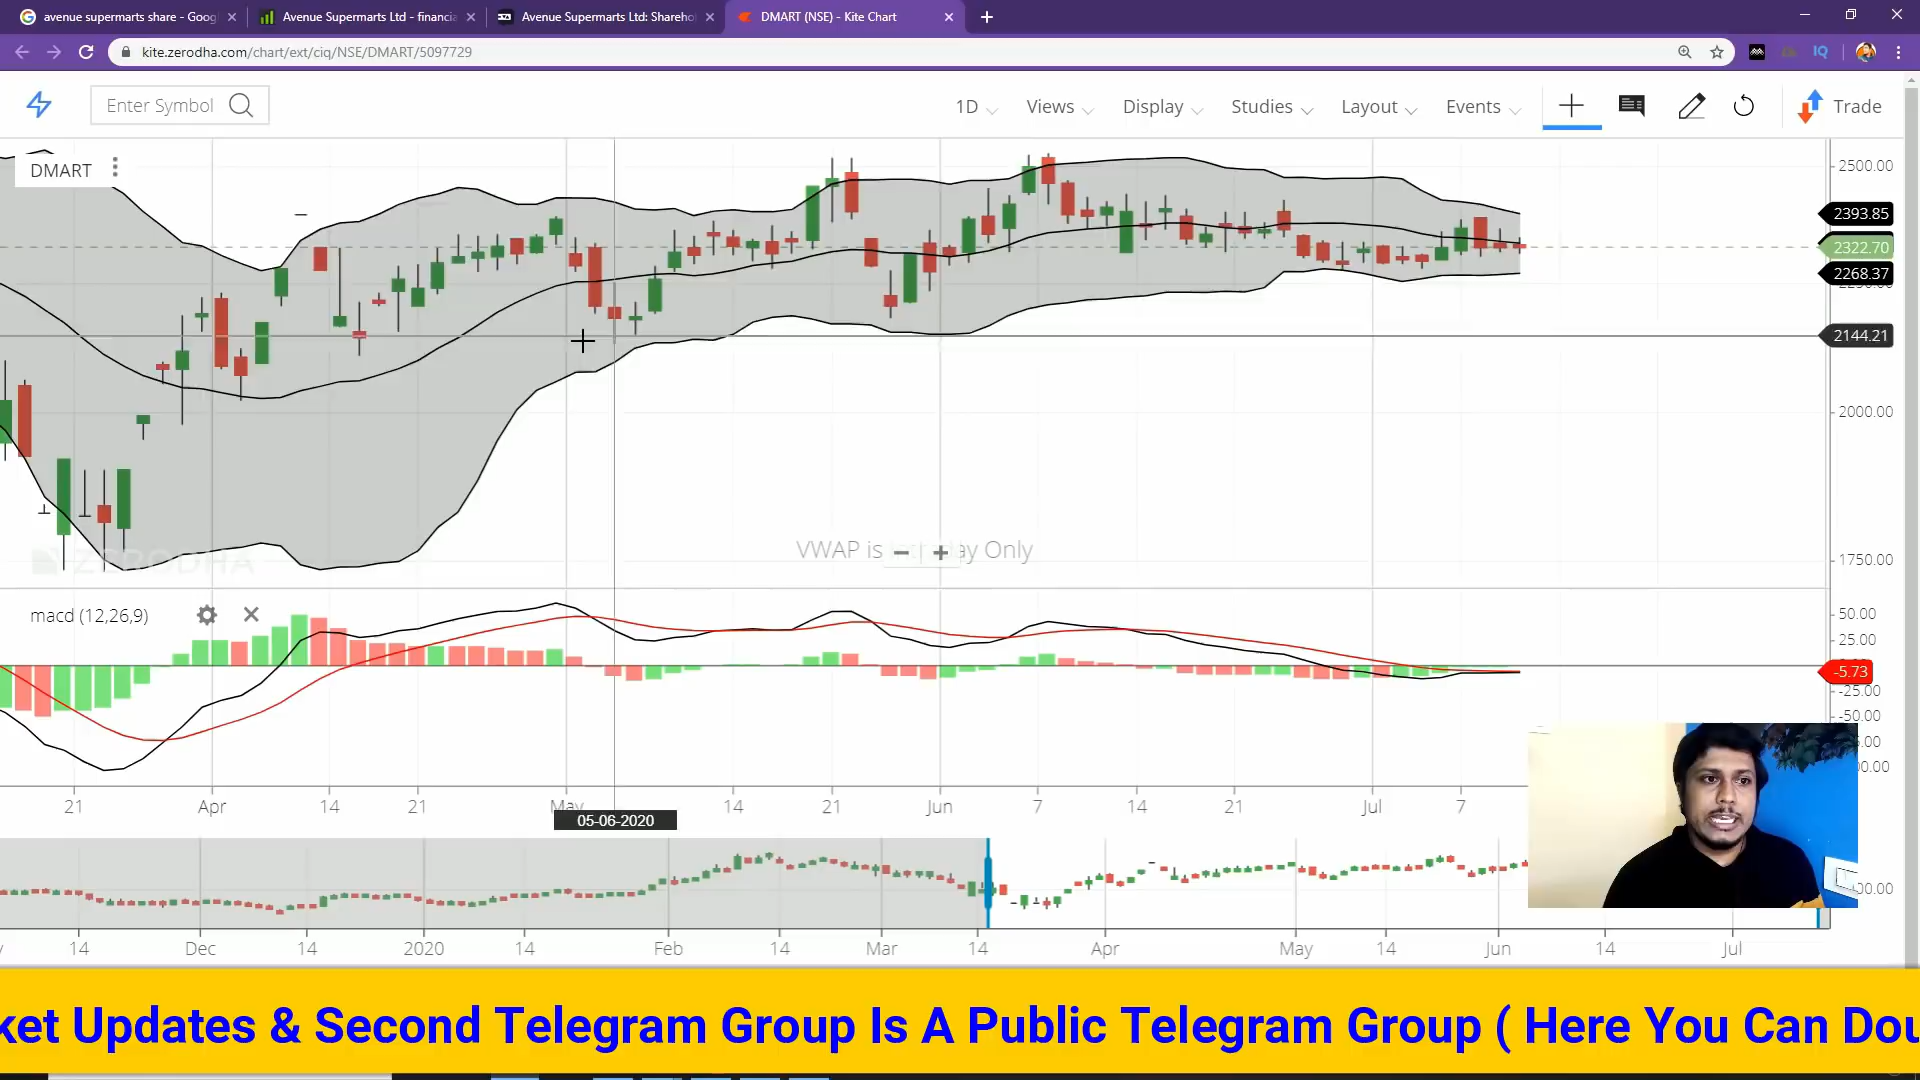 avenue supermarts share - Goog
Avenue Supermarts Ltd - financia
Avenue Supermarts Ltd: Shareho
DMART (NSE) - Kite Chart
kite.zerodha.com/chart/ext/ciq/NSE/DMART/5097729
IQ
Enter Symbol
1D Views Display Studies Layout Events Trade
DMART
2500.00
2393.85
2322.70
2268.37
2144.21
2000.00
1750.00
ZERODHA
VWAP is ay Only
macd (12,26,9)
50.00
25.00
-5.73
-25.00
-50.00
21 Apr 14 21 May 14 21 Jun 7 14 21 Jul 7
05-06-2020
14 Dec 14 2020 14 Feb 14 Mar 14 Apr May 14 Jun 14 Jul
ket Updates & Second Telegram Group Is A Public Telegram Group ( Here You Can Dou